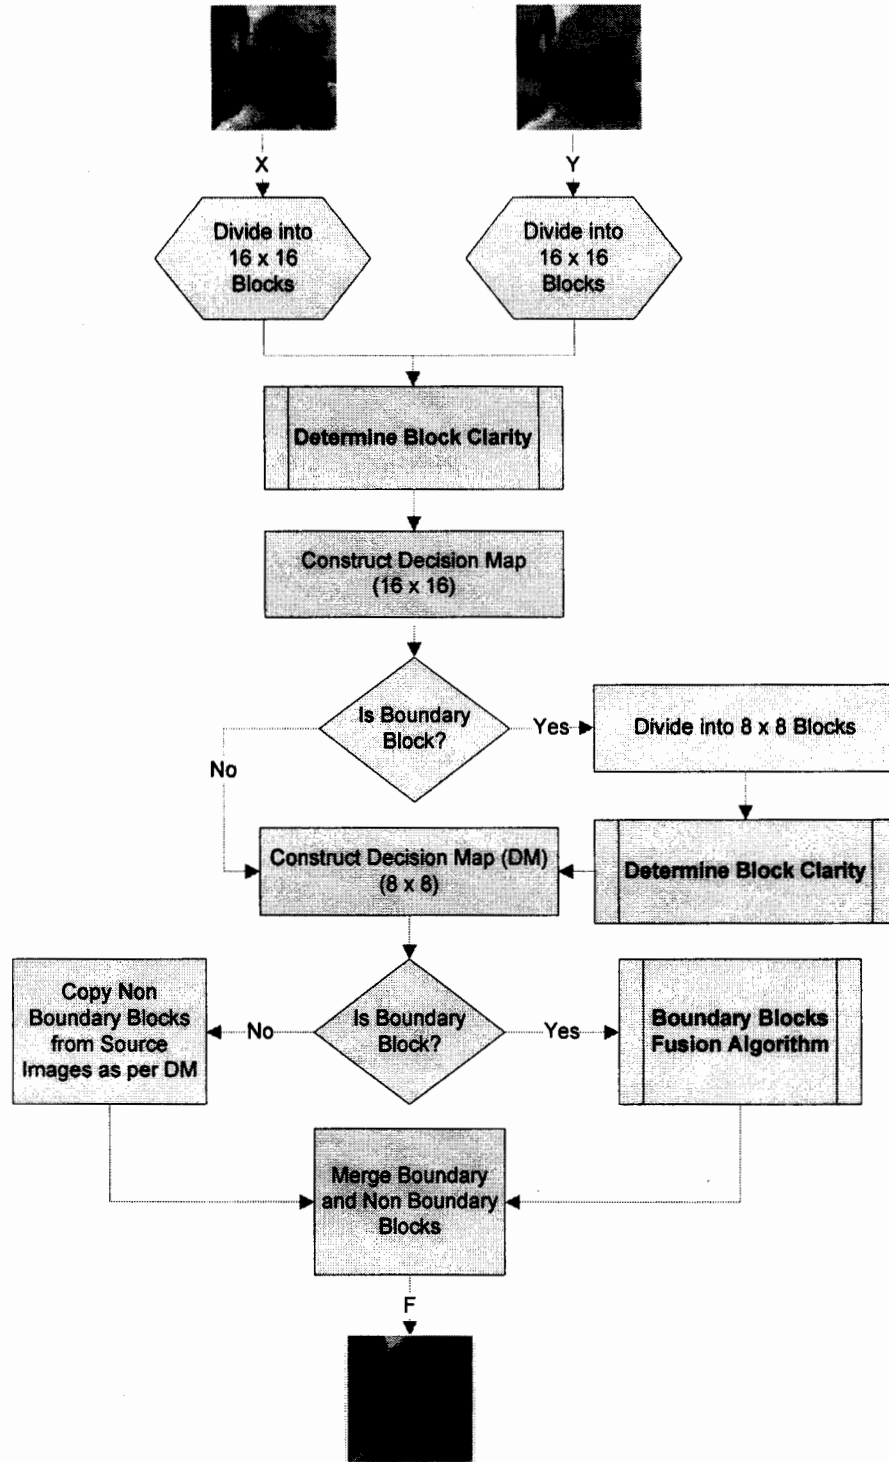 X
Y
Divide into
16 x 16
Blocks
Divide into
16 x 16
Blocks
Determine Block Clarity
Construct Decision Map
(16 x 16)
Is Boundary
Block?
Yes
Divide into 8 x 8 Blocks
No
Construct Decision Map (DM)
(8 x 8)
Determine Block Clarity
Copy Non
Boundary Blocks
from Source
Images as per DM
No
Is Boundary
Block?
Yes
Boundary Blocks
Fusion Algorithm
Merge Boundary
and Non Boundary
Blocks
F